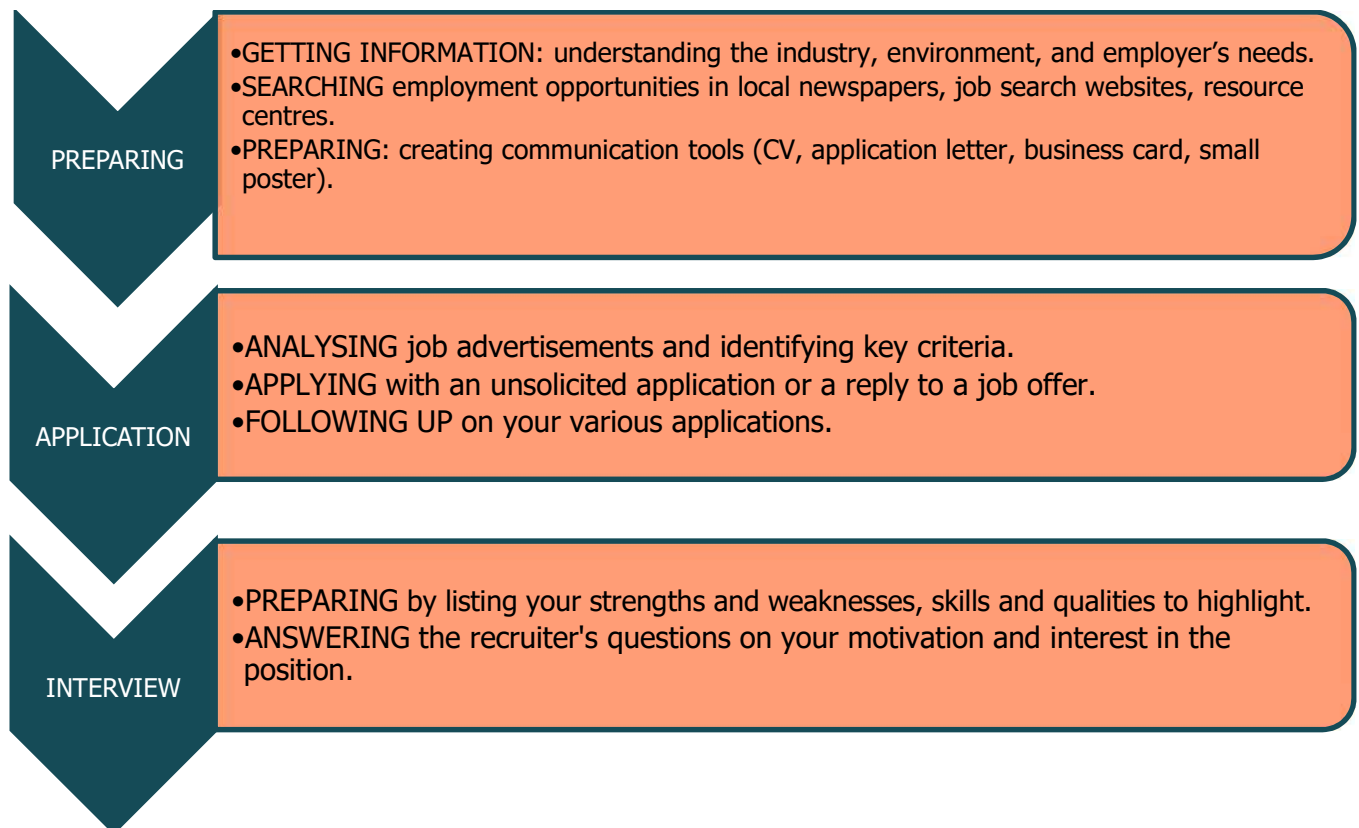 PREPARING
•GETTING INFORMATION: understanding the industry, environment, and employer’s needs.
•SEARCHING employment opportunities in local newspapers, job search websites, resource
centres.
•PREPARING: creating communication tools (CV, application letter, business card, small
poster).
APPLICATION
•ANALYSING job advertisements and identifying key criteria.
•APPLYING with an unsolicited application or a reply to a job offer.
•FOLLOWING UP on your various applications.
INTERVIEW
•PREPARING by listing your strengths and weaknesses, skills and qualities to highlight.
•ANSWERING the recruiter's questions on your motivation and interest in the
position.